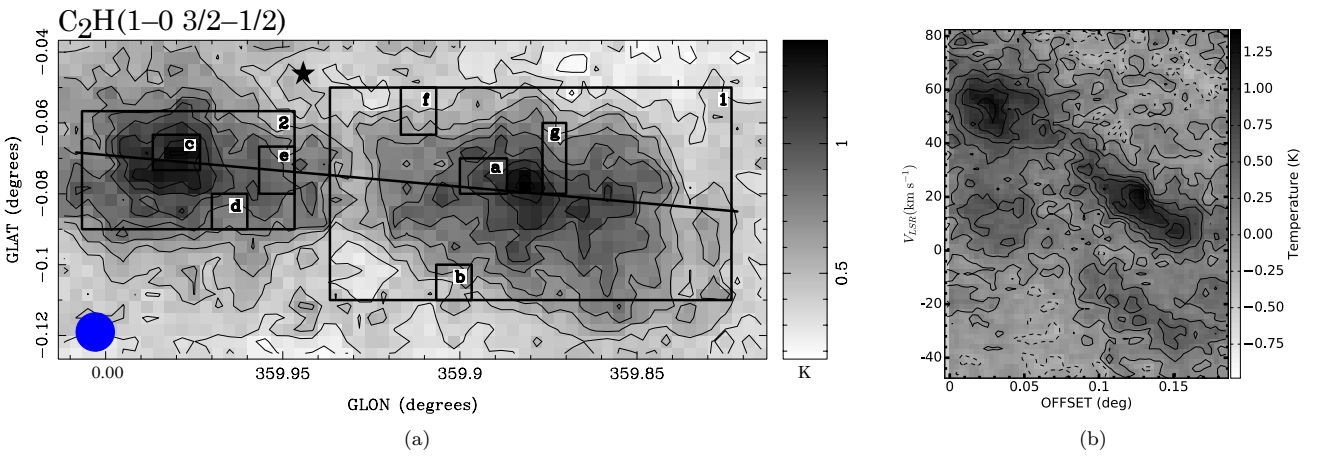 C2H(1–0 3/2–1/2)
GLAT (degrees)
−0.04
−0.06
−0.08
−0.1
−0.12
f
1
2
g
c
e
a
d
b
0.00
359.95
359.9
359.85
GLON (degrees)
1
0.5
K
(a)
VLSR(km s−1)
80
60
40
20
0
−20
−40
0
0.05
0.1
0.15
OFFSET (deg)
1.25
1.00
0.75
0.50
0.25
0.00
−0.25
−0.50
−0.75
Temperature (K)
(b)